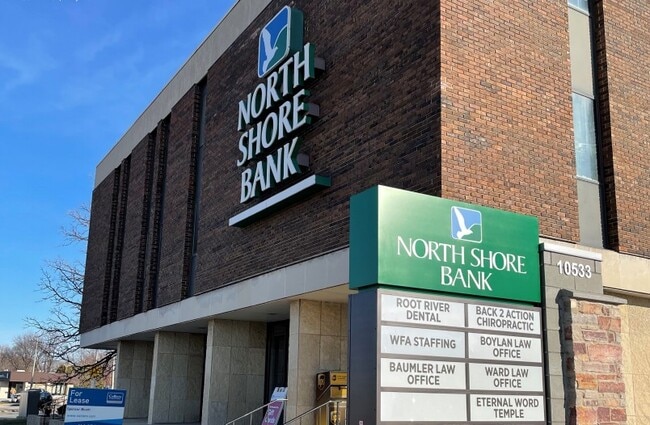 NORTH
SHORE
BANK
NORTH SHORE
BANK
10533
ROOT RIVER
DENTAL
BACK 2 ACTION
CHIROPRACTIC
WFA STAFFING
BOYLAN LAW
OFFICE
BAUMLER LAW
OFFICE
WARD LAW
OFFICE
ETERNAL WORD
TEMPLE
For
Lease